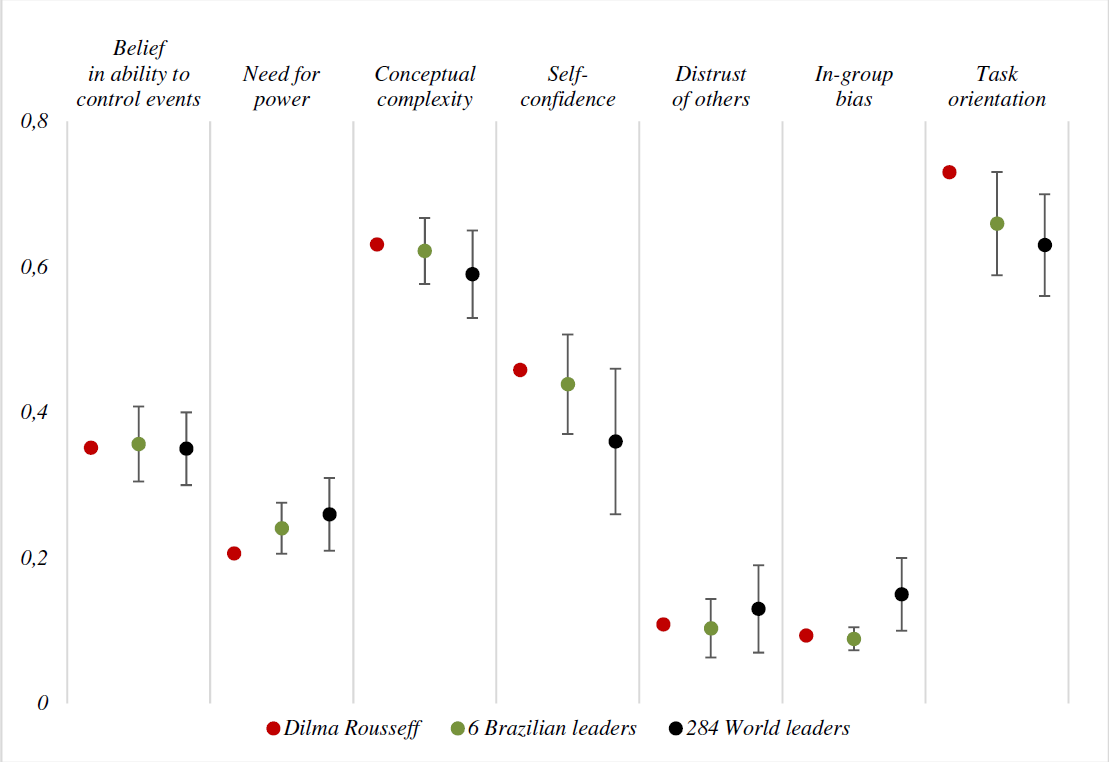 Belief
in ability to
control events
Need for
power
Conceptual
complexity
Self-
confidence
Distrust
of others
In-group
bias
Task
orientation
0,8
0,6
0,4
0,2
0
Dilma Rousseff
6 Brazilian leaders
284 World leaders